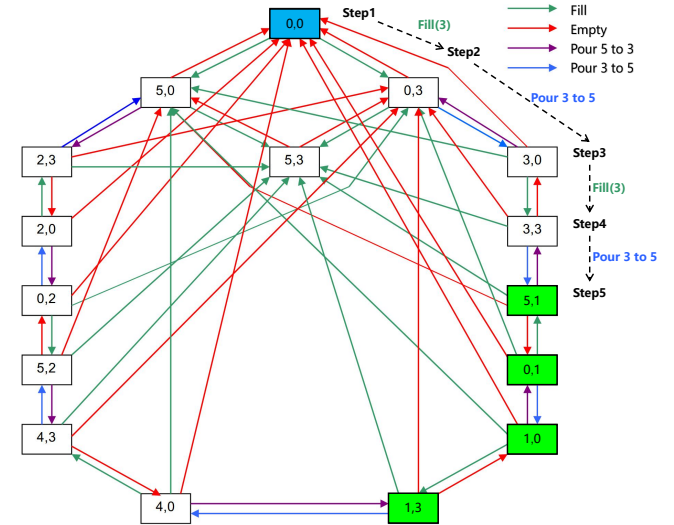 0,0
Step1
Fill(3)
Step2
Fill
Empty
Pour 5 to 3
Pour 3 to 5
5,0
0,3
Pour 3 to 5
2,3
5,3
3,0
Step3
Fill(3)
2,0
3,3
Step4
Pour 3 to 5
0,2
5,1
Step5
5,2
0,1
4,3
1,0
4,0
1,3